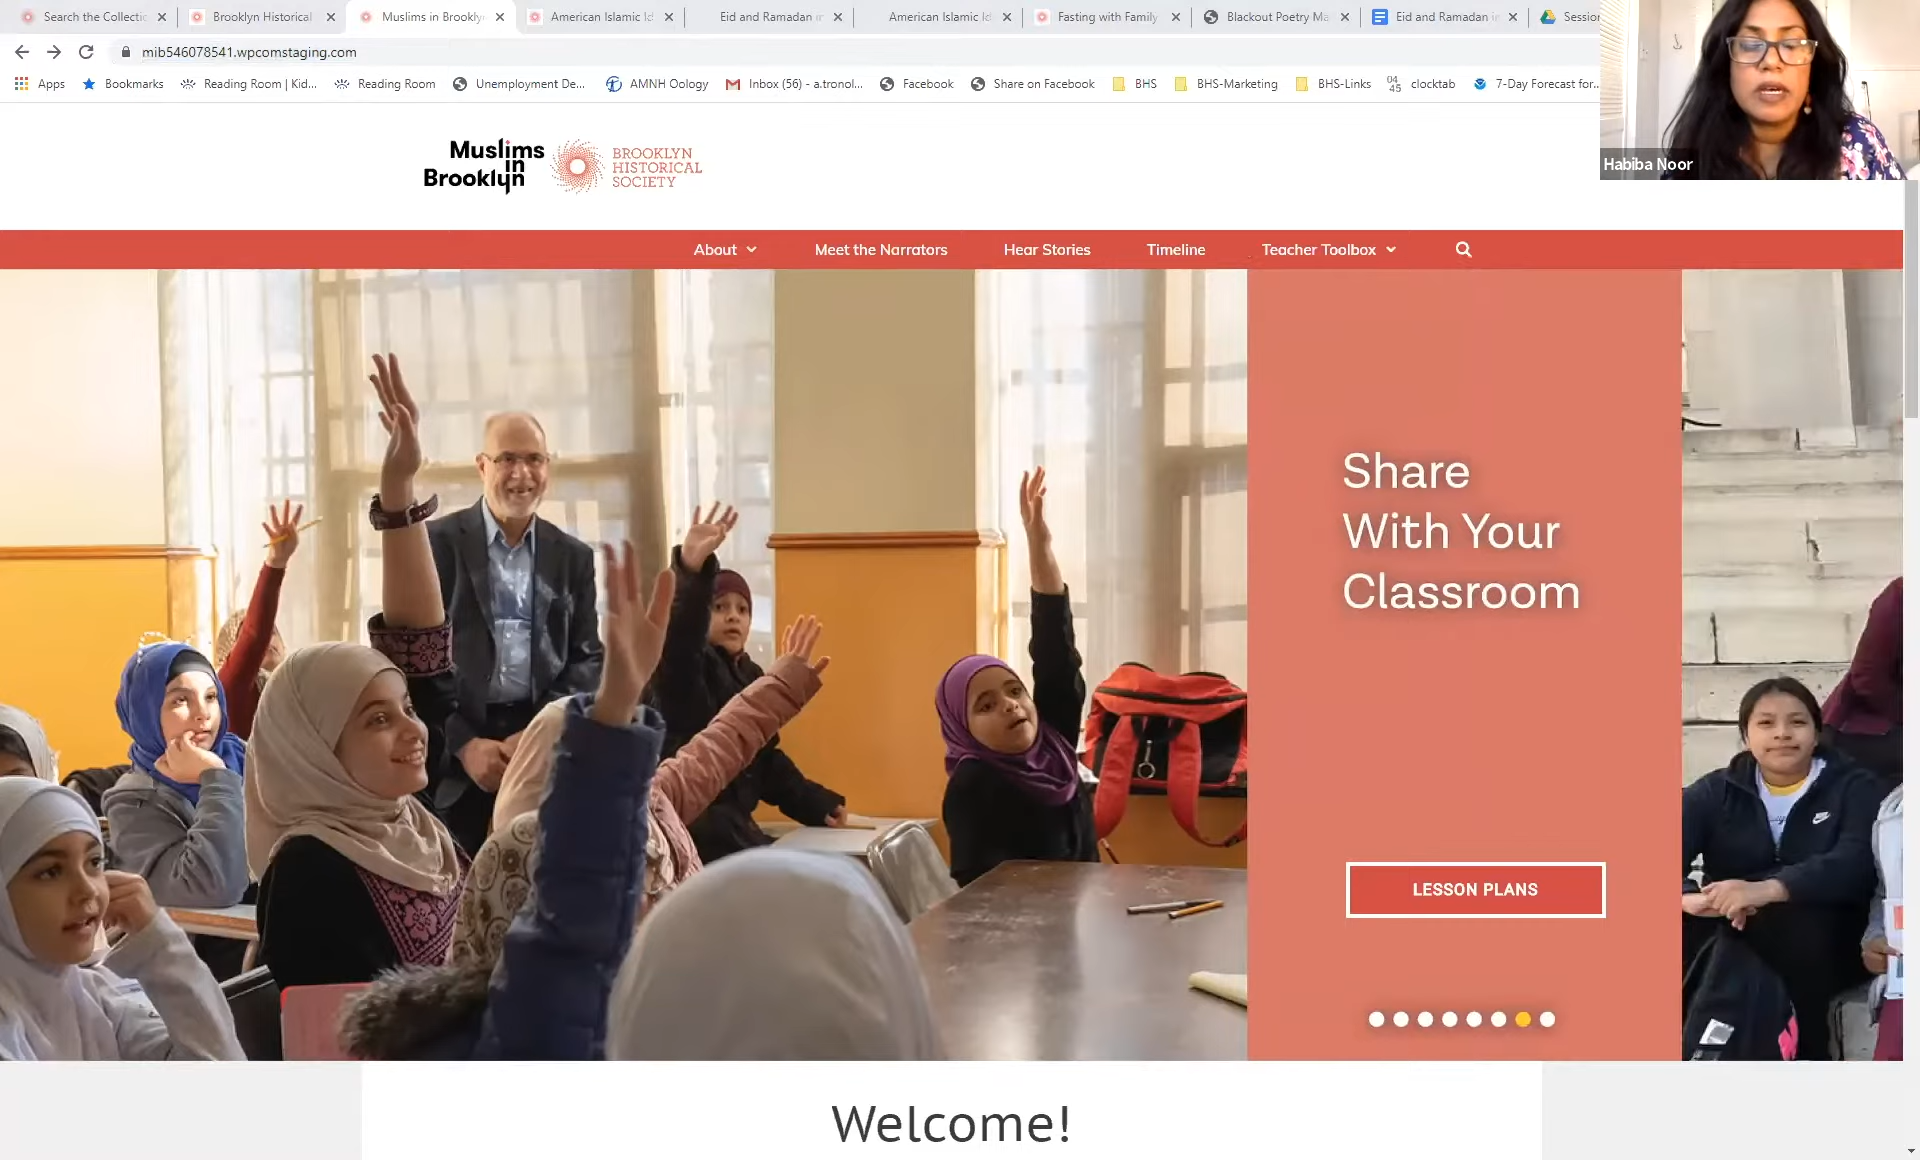 Search the Collectic
Brooklyn Historical
Muslims in Brookly
American Islamic Id
Eid and Ramadan in
American Islamic Id
Fasting with Family
Blackout Poetry Ma
Eid and Ramadan in
Session
mib546078541.wpcomstaging.com
Apps
Bookmarks
Reading Room | Kid...
Reading Room
Unemployment De...
AMNH Oology
Inbox (56) - a.tronol...
Facebook
Share on Facebook
BHS
BHS-Marketing
BHS-Links
04
45
clocktab
7-Day Forecast for...
Habiba Noor
Muslims
in
Brooklyn
BROOKLYN
HISTORICAL
SOCIETY
About
Meet the Narrators
Hear Stories
Timeline
Teacher Toolbox
Share
With Your
Classroom
LESSON PLANS
Welcome!